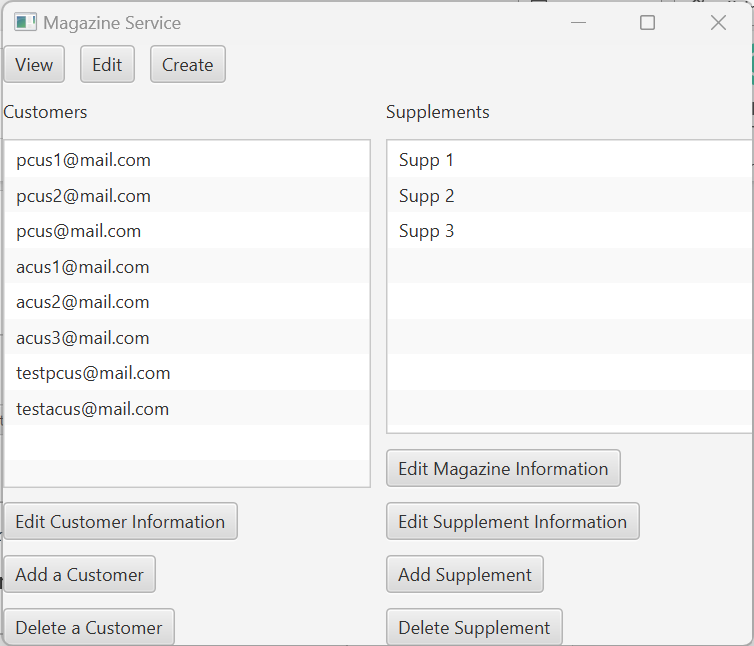 Magazine Service
View Edit Create
Customers
pcus1@mail.com
pcus2@mail.com
pcus@mail.com
acus1@mail.com
acus2@mail.com
acus3@mail.com
testpcus@mail.com
testacus@mail.com
Edit Customer Information
Add a Customer
Delete a Customer
Supplements
Supp 1
Supp 2
Supp 3
Edit Magazine Information
Edit Supplement Information
Add Supplement
Delete Supplement